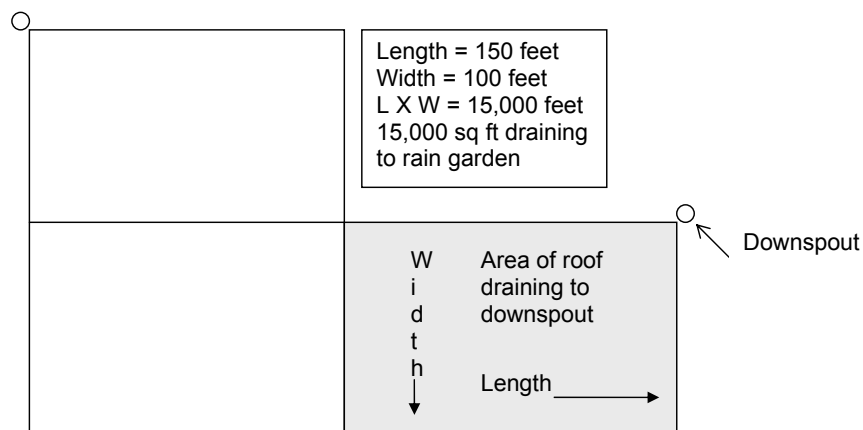 Length = 150 feet
Width = 100 feet
L X W = 15,000 feet
15,000 sq ft draining
to rain garden
Downspout
W
i
d
t
h
Area of roof
draining to
downspout
Length